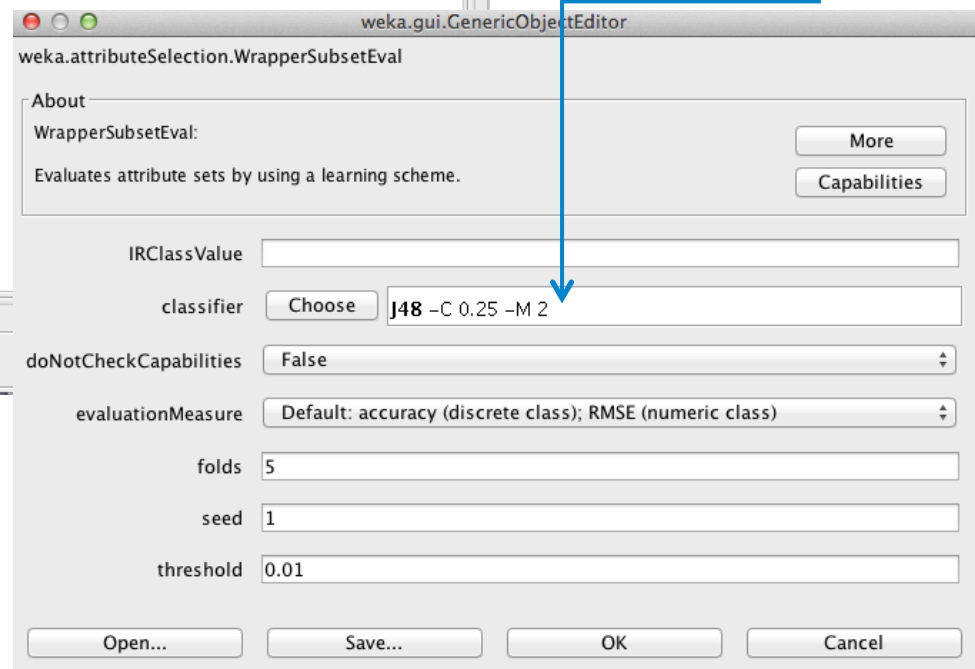 weka.gui.GenericObjectEditor
weka.attributeSelection.WrapperSubsetEval
About
WrapperSubsetEval:
More
Evaluates attribute sets by using a learning scheme.
Capabilities
IRClassValue
classifier Choose J48 -C 0.25 -M 2
doNotCheckCapabilities False
evaluationMeasure Default: accuracy (discrete class); RMSE (numeric class)
folds 5
seed 1
threshold 0.01
Open... Save... OK Cancel